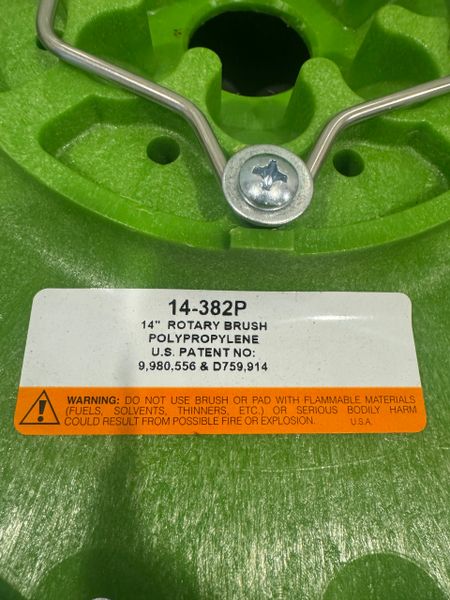 14-382P
14" ROTARY BRUSH
POLYPROPYLENE
U.S. PATENT NO:
9,980,556 & D759,914
WARNING: DO NOT USE BRUSH OR PAD WITH FLAMMABLE MATERIALS
(FUELS, SOLVENTS, THINNERS, ETC.) OR SERIOUS BODILY HARM
COULD RESULT FROM POSSIBLE FIRE OR EXPLOSION. U.S.A.